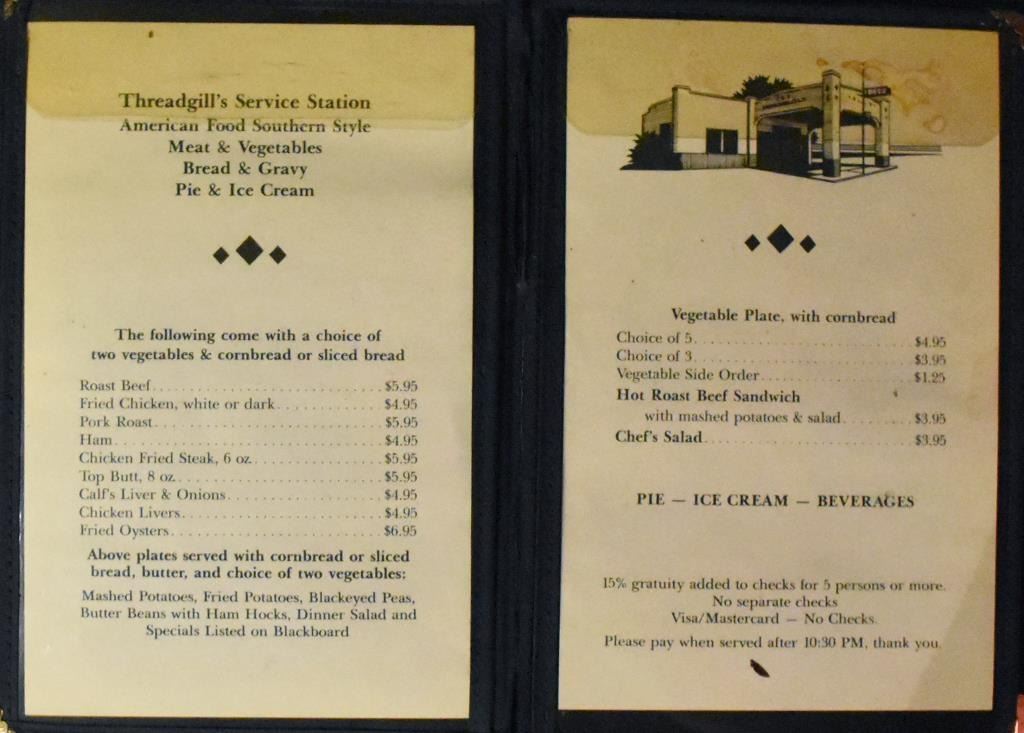 Threadgill's Service Station
American Food Southern Style
Meat & Vegetables
Bread & Gravy
Pie & Ice Cream
The following come with a choice of
two vegetables & cornbread or sliced bread
Roast Beef. . . . . . . . . . . . . . . . . . . . . . . . . . $5.95
Fried Chicken, white or dark. . . . . . . . . . . . $4.95
Pork Roast. . . . . . . . . . . . . . . . . . . . . . . . . . $5.95
Ham. . . . . . . . . . . . . . . . . . . . . . . . . . . . . . $4.95
Chicken Fried Steak, 6 oz. . . . . . . . . . . . . . . $5.95
Top Butt, 8 oz. . . . . . . . . . . . . . . . . . . . . . . $5.95
Calf's Liver & Onions. . . . . . . . . . . . . . . . . . $4.95
Chicken Livers. . . . . . . . . . . . . . . . . . . . . . . $4.95
Fried Oysters. . . . . . . . . . . . . . . . . . . . . . . . $6.95
Above plates served with cornbread or sliced
bread, butter, and choice of two vegetables:
Mashed Potatoes, Fried Potatoes, Blackeyed Peas,
Butter Beans with Ham Hocks, Dinner Salad and
Specials Listed on Blackboard
Vegetable Plate, with cornbread
Choice of 5. . . . . . . . . . . . . . . . . . . . . . . . . $4.95
Choice of 3. . . . . . . . . . . . . . . . . . . . . . . . . $3.95
Vegetable Side Order. . . . . . . . . . . . . . . . . $1.25
Hot Roast Beef Sandwich
with mashed potatoes & salad. . . . . . . . $3.95
Chef's Salad. . . . . . . . . . . . . . . . . . . . . . . . $3.95
PIE — ICE CREAM — BEVERAGES
15% gratuity added to checks for 5 persons or more.
No separate checks
Visa/Mastercard — No Checks.
Please pay when served after 10:30 PM, thank you.